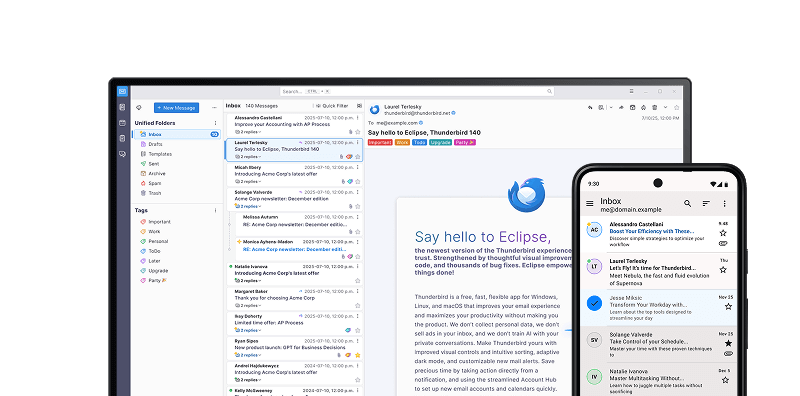 Search... CTRL + K
New Message
Unified Folders
Inbox
Drafts
Templates
Sent
Archive
Spam
Trash
Tags
Important
Work
Personal
ToDo
Later
Upgrade
Party
Inbox 140 Messages Quick Filter
Alessandro Castellani 2025-07-10, 12:00 p.m.
Improve your Accounting with AP Process
2 replies
Laurel Terlesky 2025-07-10, 12:00 p.m.
Say hello to Eclipse, Thunderbird 140
2 replies
Micah Ebery 2025-07-10, 12:00 p.m.
Introducing Acme Corp's latest offer
2 replies
Solange Valverde 2025-07-10, 12:00 p.m.
Acme Corp newsletter: December edition
2 replies
Melissa Autumn 2025-07-10, 12:00 p.m.
RE: Corp newsletter: December editio...
Monica Ayhens-Madon 2025-07-10, 12:00 p.m.
RE: Corp newsletter: December editi...
Natalie Ivanova 2025-07-10, 12:00 p.m.
Introducing Acme Corp's latest offer
2 replies
Margaret Baker 2025-07-10, 12:00 p.m.
Thank you for choosing Acme Corp
Ikey Doherty 2025-07-10, 12:00 p.m.
Limited time offer: AP Process
2 replies
Ryan Sipes 2025-07-10, 12:00 p.m.
New product launch: GPT for Business Decisions
2 replies
Andrei Hajdukewycz 2025-07-10, 12:00 p.m.
Introducing Acme Corp's latest offer
2 replies
Kelly McSweeney 2025-07-10, 12:00 p.m.
Laurel Terlesky
thunderbird@thunderbird.net
To me@example.com
7/10/25, 12:00 PM
Say hello to Eclipse, Thunderbird 140
Important Work Todo Upgrade Party
Say hello to Eclipse,
the newest version of the Thunderbird experience
trust. Strengthened by thoughtful visual improvem
code, and thousands of bug fixes. Eclipse empowe
things done!
Thunderbird is a free, fast, flexible app for Windows,
Linux, and macOS that improves your email experience
and maximizes your productivity without making you
the product. We don't collect personal data, we don't
sell ads in your inbox, and we don't train AI with your
private conversations. Make Thunderbird yours with
improved visual controls and intuitive sorting, adaptive
dark mode, and customizable new mail alerts. Save
precious time by taking action directly from a
notification, and using the streamlined Account Hub
to set up new email accounts and calendars quickly.
9:30
Inbox
me@domain.example
AC
Alessandro Castellani 9:48
Boost Your Efficiency with These...
Discover simple strategies to optimize your
workflow
LT
Laurel Terlesky Thu
Let's Fly! It's time for Thunderbird...
Meet Nebula, the fast and fluid evolution
of Supernova
Jesse Miksic Nov 25
Transform Your Workday with...
Learn about the top tools designed to
streamline your day
SV
Solange Valverde Nov 25
Take Control of your Schedule...
Master your time with these proven techniques
to
IV
Natalie Ivanova Dec 5
Master Multitasking Without...
Learn how to juggle multiple tasks without
sacrificing